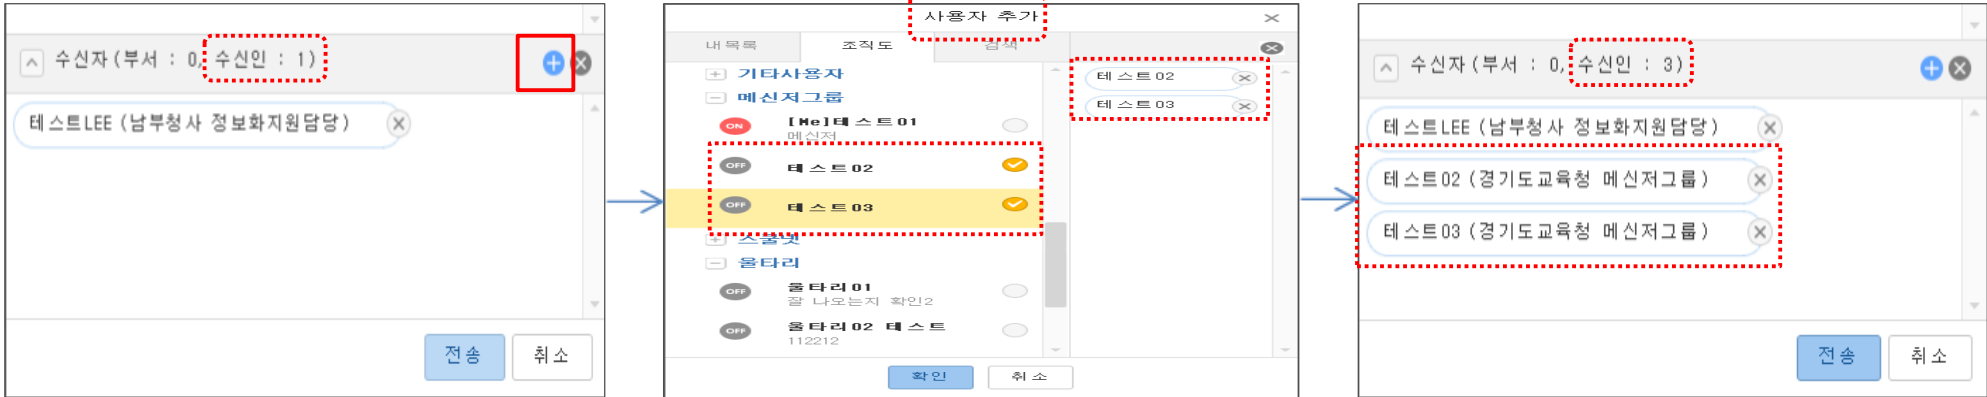 수신자(부서 : 0, 수신인 : 1)
테스트LEE (남부청사 정보화지원담당)
전송
취소
사용자 추가
내목록
조직도
검색
기타사용자
메신저그룹
ON
[Me]테스트01
메신저
OFF
테스트02
OFF
테스트03
스쿨넷
울타리
OFF
울타리01
잘 나오는지 확인2
OFF
울타리02 테스트
112212
테스트02
테스트03
확인
취소
수신자(부서 : 0, 수신인 : 3)
테스트LEE (남부청사 정보화지원담당)
테스트02 (경기도교육청 메신저그룹)
테스트03 (경기도교육청 메신저그룹)
전송
취소